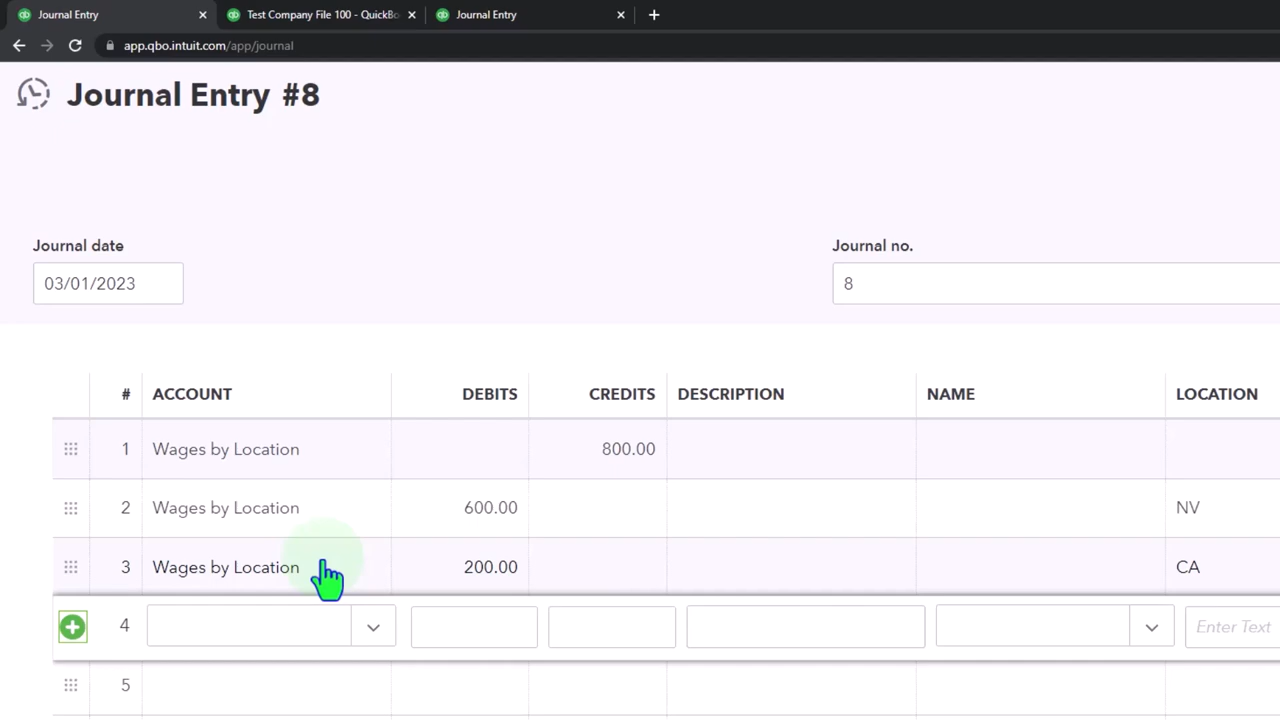 Journal Entry
Test Company File 100 - QuickBo
Journal Entry
app.qbo.intuit.com/app/journal
Journal Entry #8
Journal date
Journal no.
03/01/2023
8
# ACCOUNT DEBITS CREDITS DESCRIPTION NAME LOCATION
1 Wages by Location 800.00
2 Wages by Location 600.00 NV
3 Wages by Location 200.00 CA
4 Enter Text
5